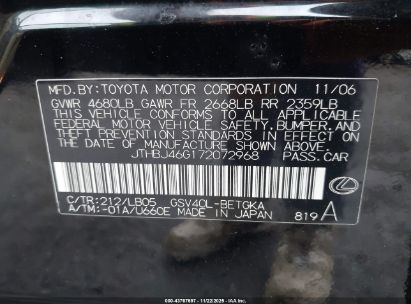 MFD.BY:TOYOTA MOTOR CORPORATION 11/06
GVWR 4680LB GAWR FR 2668LB RR 2359LB
THIS VEHICLE CONFORMS TO ALL APPLICABLE
FEDERAL MOTOR VEHICLE SAFETY,BUMPER,AND
THEFT PREVENTION STANDARDS IN EFFECT ON
THE DATE OF MANUFACTURE SHOWN ABOVE.
JTHBJ46G172072968 PASS.CAR
C/TR:212/LB05 GSV40L-BETGKA
A/TM:-01A/U660E MADE IN JAPAN 819A